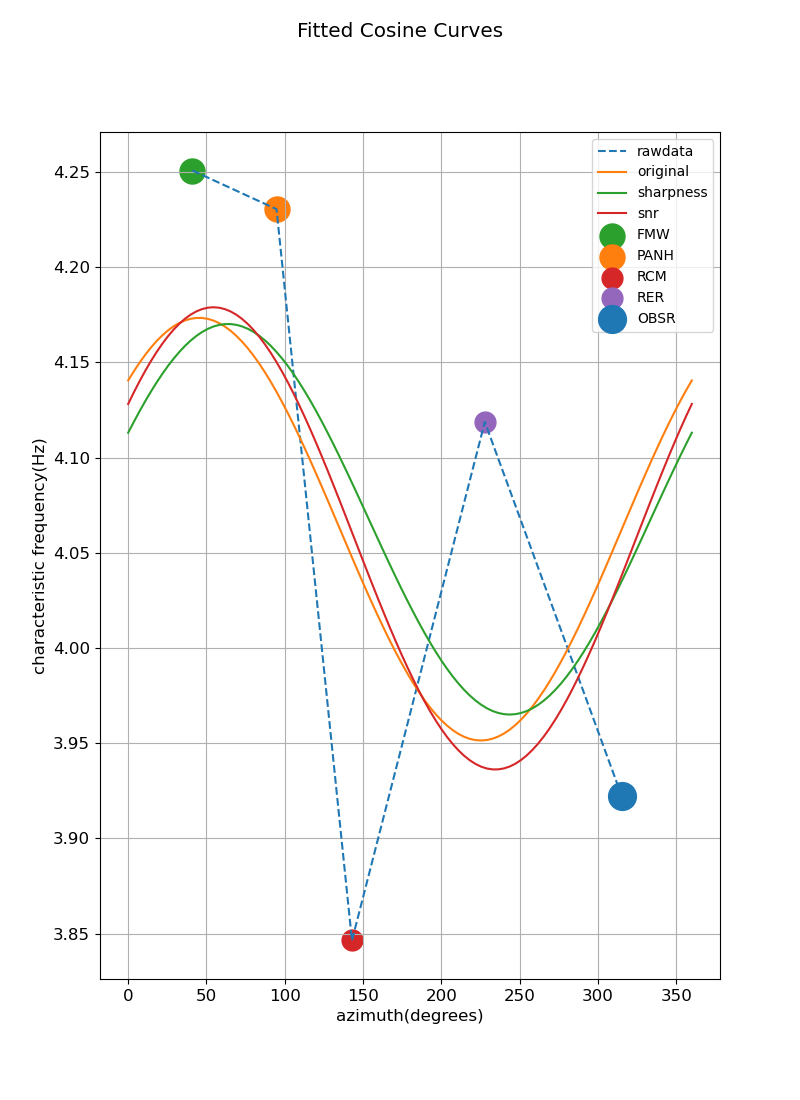 Fitted Cosine Curves
rawdata
original
sharpness
snr
FMW
PANH
RCM
RER
OBSR
4.25
4.20
4.15
4.10
4.05
4.00
3.95
3.90
3.85
characteristic frequency(Hz)
0 50 100 150 200 250 300 350
azimuth(degrees)